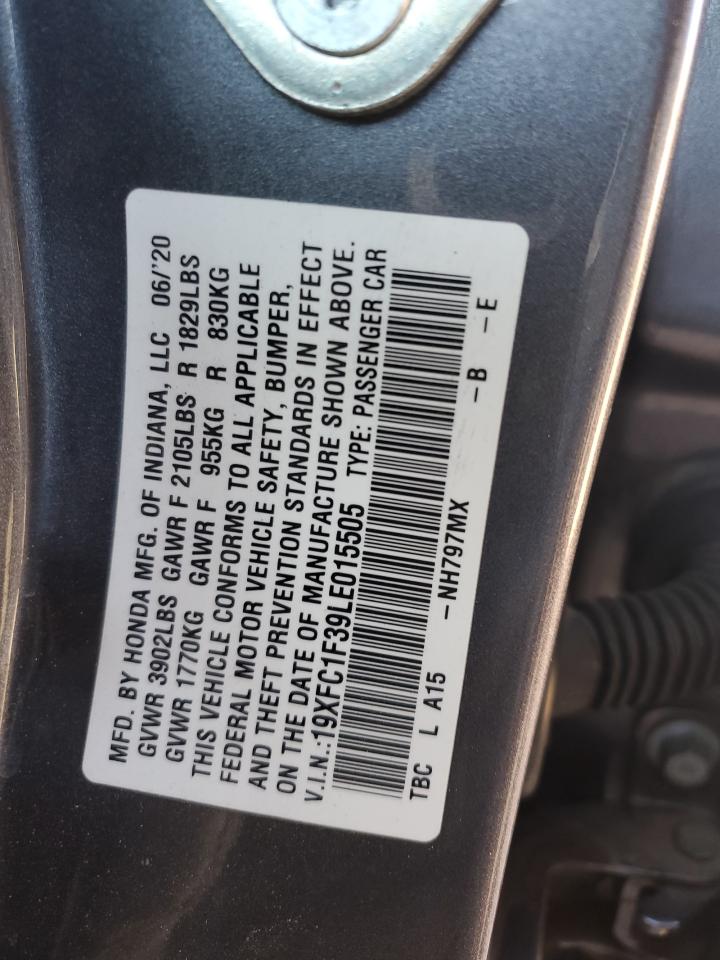 MFD. BY HONDA MFG. OF INDIANA, LLC 06/"20
GVWR 3902LBS GAWR F 2105LBS R 1829LBS
GVWR 1770KG GAWR F 955KG R 830KG
THIS VEHICLE CONFORMS TO ALL APPLICABLE
FEDERAL MOTOR VEHICLE SAFETY, BUMPER,
AND THEFT PREVENTION STANDARDS IN EFFECT
ON THE DATE OF MANUFACTURE SHOWN ABOVE.
V.I.N.:19XFC1F39LE015505 TYPE: PASSENGER CAR
TBC L A15 -NH797MX -B -E